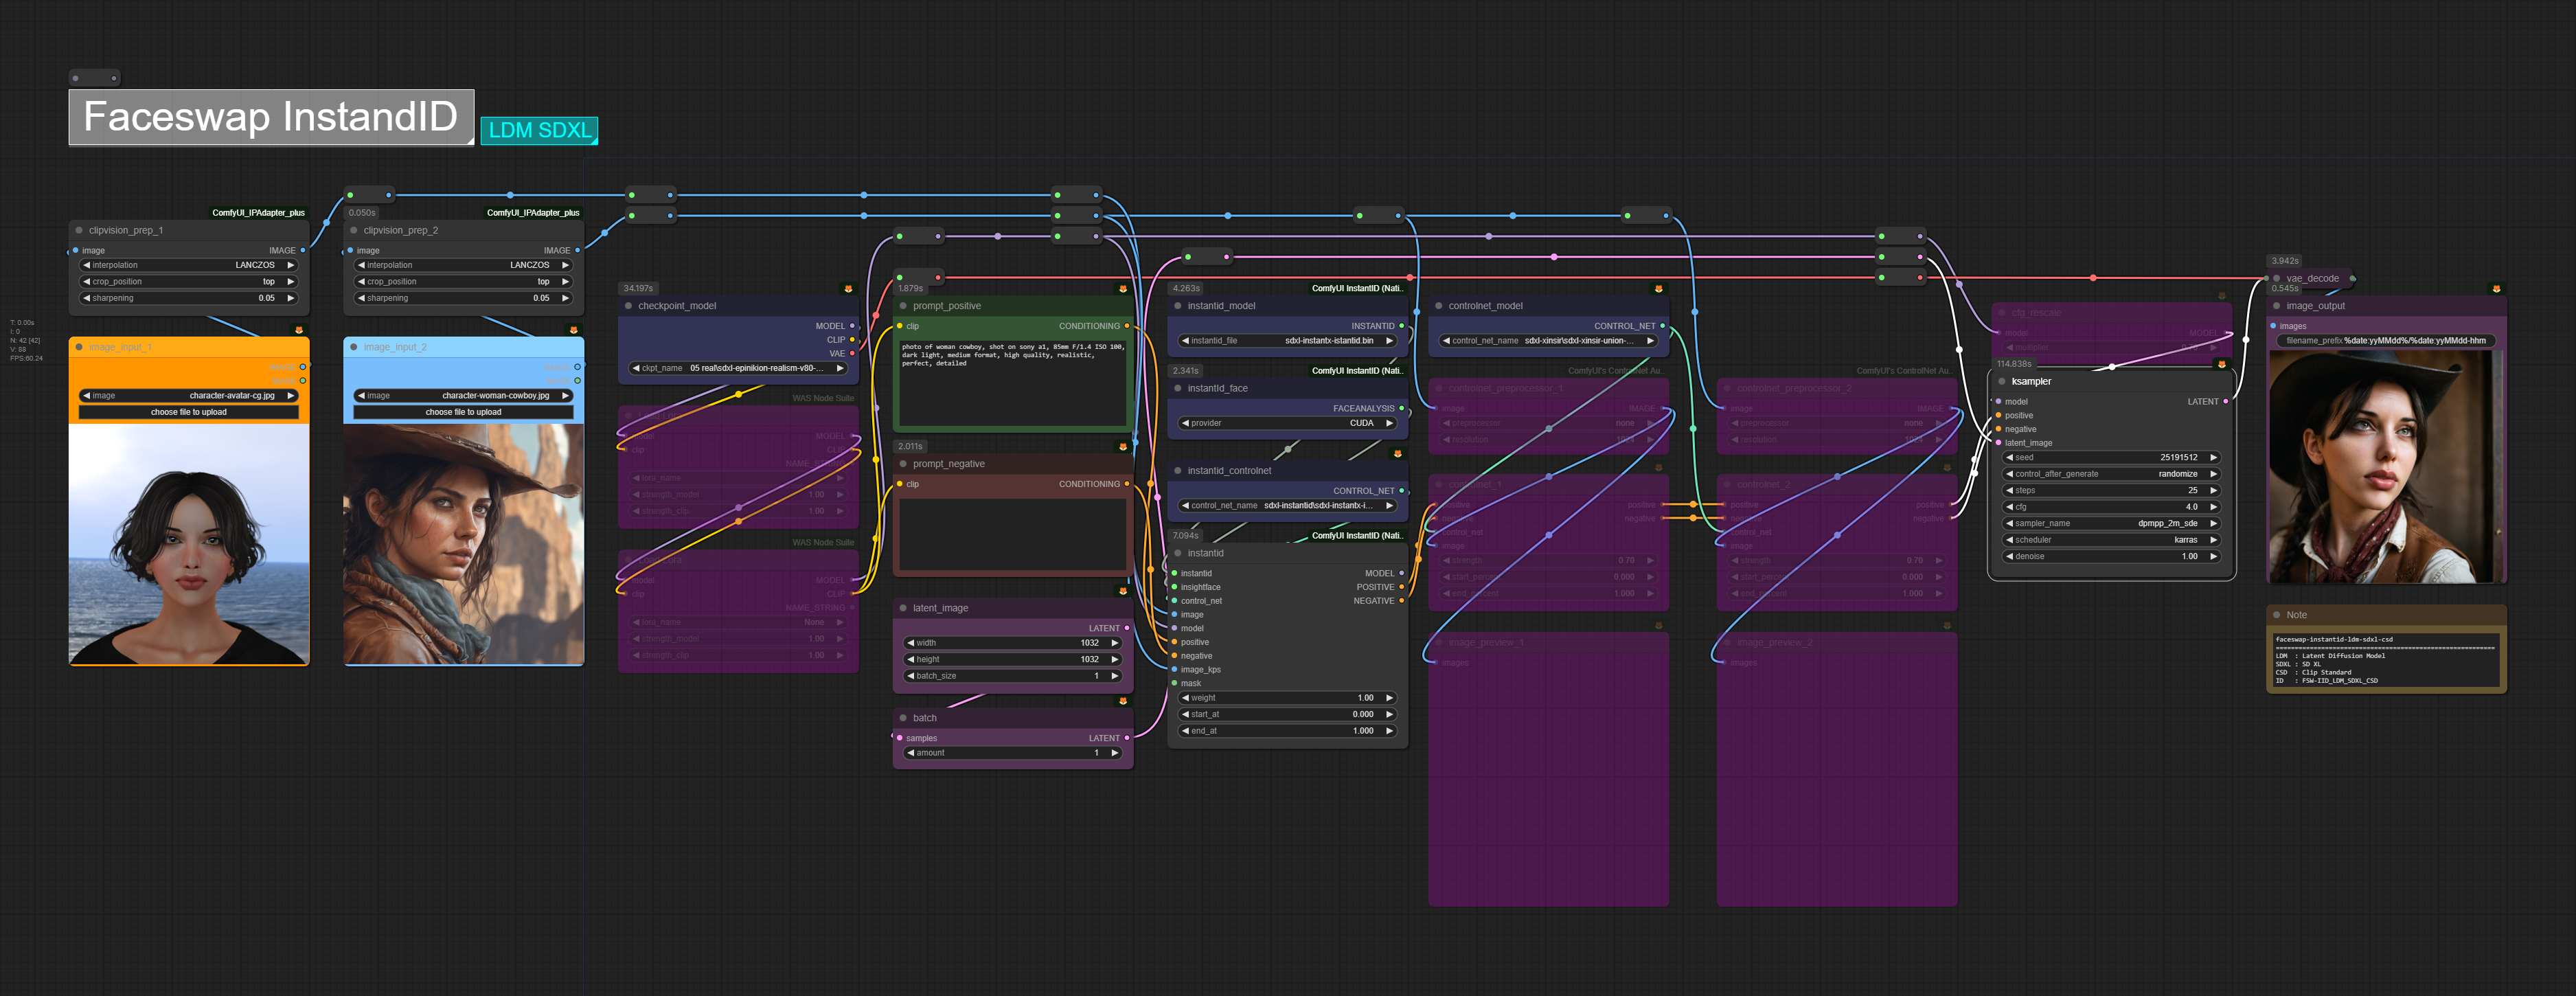 Faceswap InstandID
LDM SDXL
T: 0.00s
I: 0
N: 42 [42]
V: 88
FPS:60.24
ComfyUI_IPAdapter_plus
clipvision_prep_1
image IMAGE
interpolation LANCZOS
crop_position top
sharpening 0.05
image_input_1
image character-avatar-cg.jpg
choose file to upload
0.050s
ComfyUI_IPAdapter_plus
clipvision_prep_2
image IMAGE
interpolation LANCZOS
crop_position top
sharpening 0.05
image_input_2
image character-woman-cowboy.jpg
choose file to upload
34.197s
checkpoint_model
MODEL
CLIP
VAE
ckpt_name 05 real\sdxl-epinikion-realism-v80-...
WAS Node Suite
model MODEL
clip CLIP
NAME_STRING
lora_name
strength_model 1.00
strength_clip 1.00
WAS Node Suite
model MODEL
clip CLIP
NAME_STRING
lora_name None
strength_model 1.00
strength_clip 1.00
1.879s
prompt_positive
clip CONDITIONING
photo of woman cowboy, shot on sony a1, 85mm F/1.4 ISO 100,
dark light, medium format, high quality, realistic,
perfect, detailed
2.011s
prompt_negative
clip CONDITIONING
latent_image
LATENT
width 1032
height 1032
batch_size 1
batch
samples LATENT
amount 1
4.263s
ComfyUI InstantID (Nati..
instantid_model
INSTANTID
instantid_file sdxl-instantx-istantid.bin
2.341s
ComfyUI InstantID (Nati..
instantId_face
FACEANALYSIS
provider CUDA
instantid_controlnet
CONTROL_NET
control_net_name sdxl-instantid\sdxl-instantx-i...
7.094s
ComfyUI InstantID (Nati..
instantid
instantid MODEL
insightface POSITIVE
control_net NEGATIVE
image
model
positive
negative
image_kps
mask
weight 1.00
start_at 0.000
end_at 1.000
controlnet_model
CONTROL_NET
control_net_name sdxl-xinsir\sdxl-xinsir-union-...
ComfyUI's ControlNet Au..
controlnet_preprocessor_1
image IMAGE
preprocessor none
resolution 1024
controlnet_1
positive positive
negative negative
control_net
image
strength 0.70
start_percent 0.000
end_percent 1.000
image_preview_1
images
ComfyUI's ControlNet Au..
controlnet_preprocessor_2
image IMAGE
preprocessor none
resolution 1024
controlnet_2
positive positive
negative negative
control_net
image
strength 0.70
start_percent 0.000
end_percent 1.000
image_preview_2
images
cfg_rescale
model MODEL
multiplier
114.838s
ksampler
model LATENT
positive
negative
latent_image
seed 25191512
control_after_generate randomize
steps 25
cfg 4.0
sampler_name dpmpp_2m_sde
scheduler karras
denoise 1.00
3.942s
vae_decode
0.545s
image_output
images
filename_prefix %date:yyMMdd%/%date:yyMMdd-hhm
Note
faceswap-instantid-ldm-sdxl-csd
LDM : Latent Diffusion Model
SDXL : SD XL
CSD : Clip Standard
ID : FSW-IID_LDM_SDXL_CSD